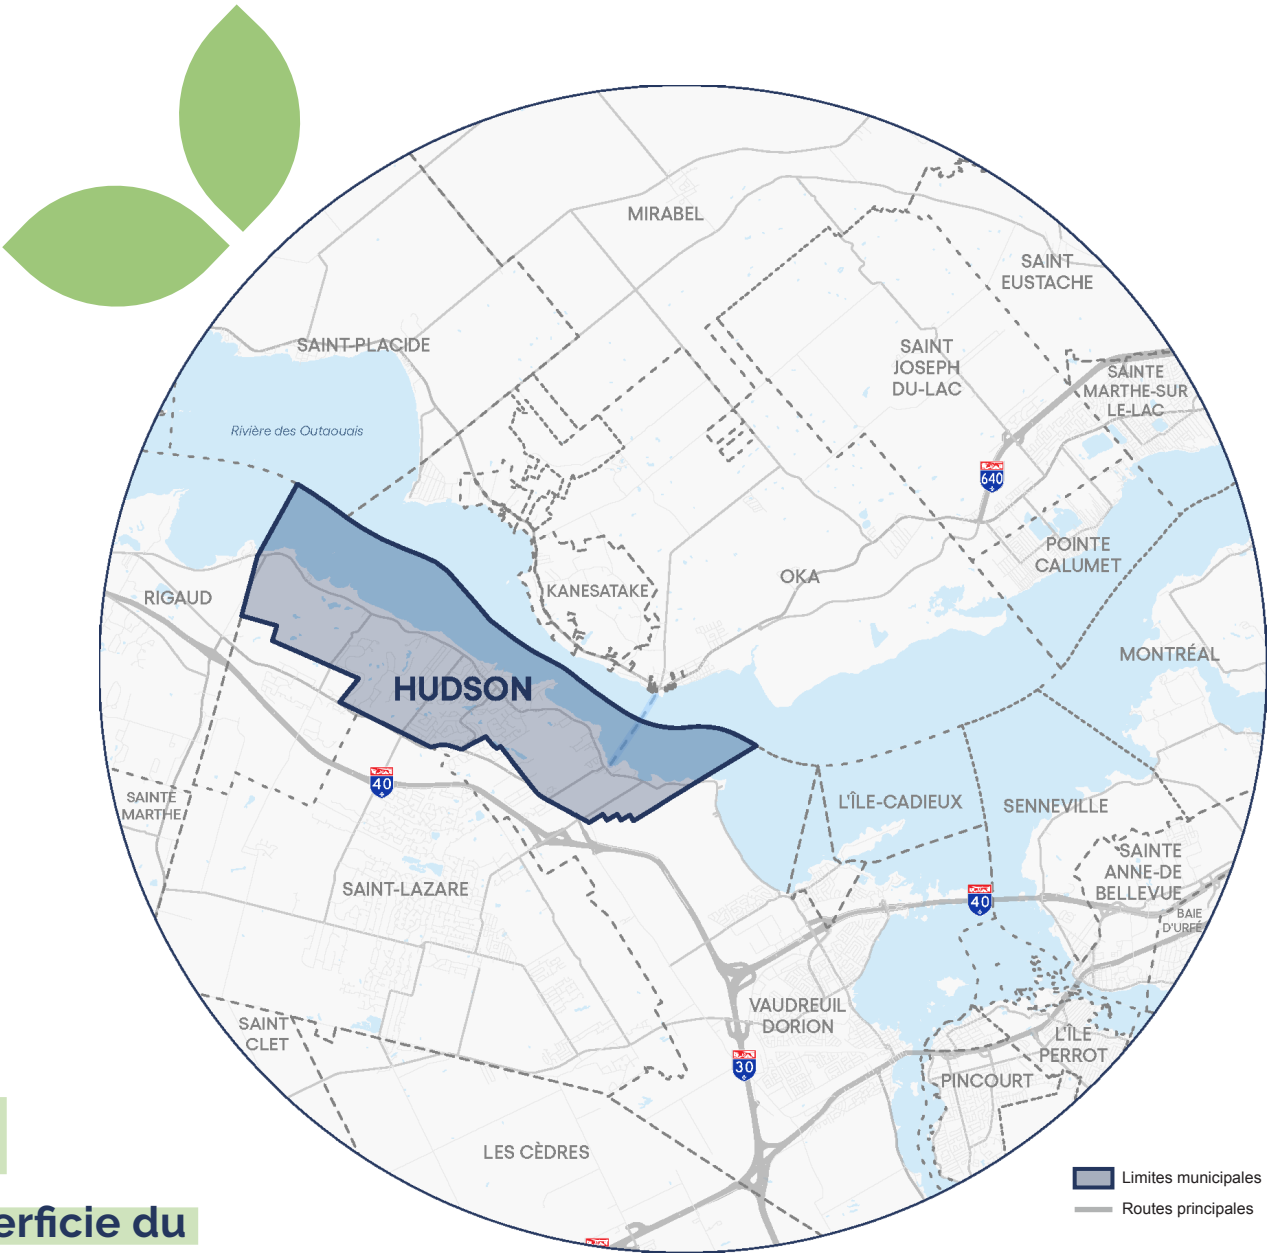 MIRABEL
SAINT
EUSTACHE
SAINT-PLACIDE
SAINT
JOSEPH
DU-LAC
SAINTE
MARTHE-SUR
LE-LAC
Rivière des Outaouais
640
POINTE
CALUMET
OKA
KANESATAKE
RIGAUD
MONTRÉAL
HUDSON
40
SAINTE
MARTHE
L'ÎLE-CADIEUX
SENNEVILLE
SAINTE
ANNE-DE
BELLEVUE
SAINT-LAZARE
40
BAIE
D'URFÉ
VAUDREUIL
DORION
SAINT
CLET
L'ÎLE
PERROT
30
PINCOURT
LES CÈDRES
Limites municipales
Routes principales
erficie du